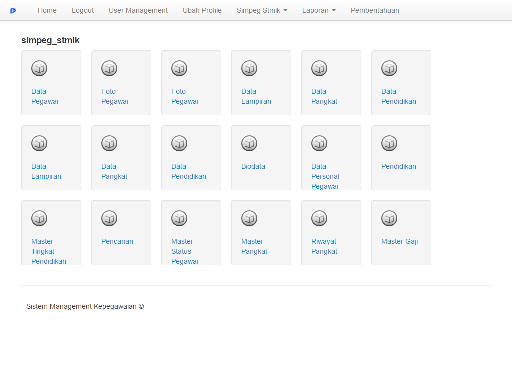 Home Logout User Management Ubah Profile Simpeg Stmik Laporan Pemberitahuan
simpeg_stmik
Data Pegawai
Foto Pegawai
Foto Pegawai
Data Lampiran
Data Pangkat
Data Pendidikan
Data Lampiran
Data Pangkat
Data Pendidikan
Biodata
Data Personal Pegawai
Pendidikan
Master Tingkat Pendidikan
Pencarian
Master Status Pegawai
Master Pangkat
Riwayat Pangkat
Master Gaji
Sistem Management Kepegawaian ©